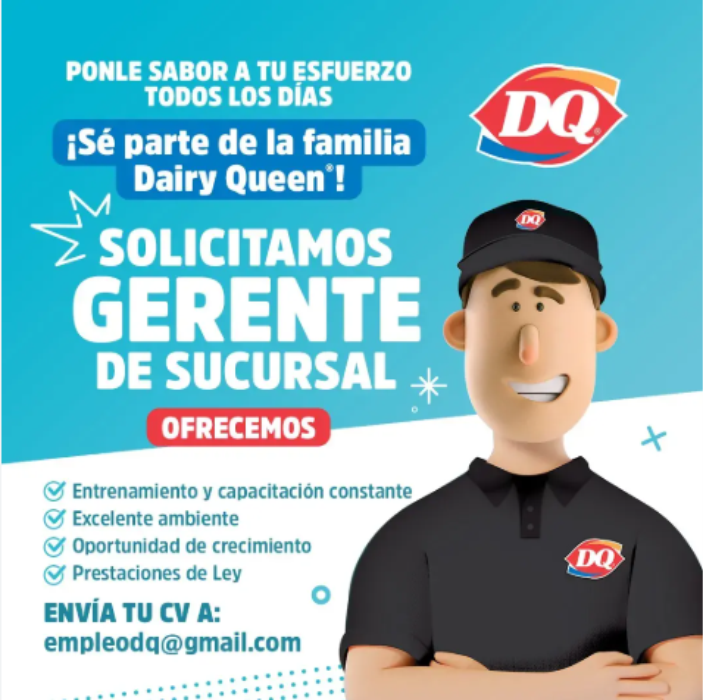 PONLE SABOR A TU ESFUERZO
TODOS LOS DÍAS
DQ®
¡Sé parte de la familia
Dairy Queen®!
SOLICITAMOS
GERENTE
DE SUCURSAL
DQ
OFRECEMOS
Entrenamiento y capacitación constante
Excelente ambiente
Oportunidad de crecimiento
Prestaciones de Ley
DQ
ENVÍA TU CV A:
empleodq@gmail.com